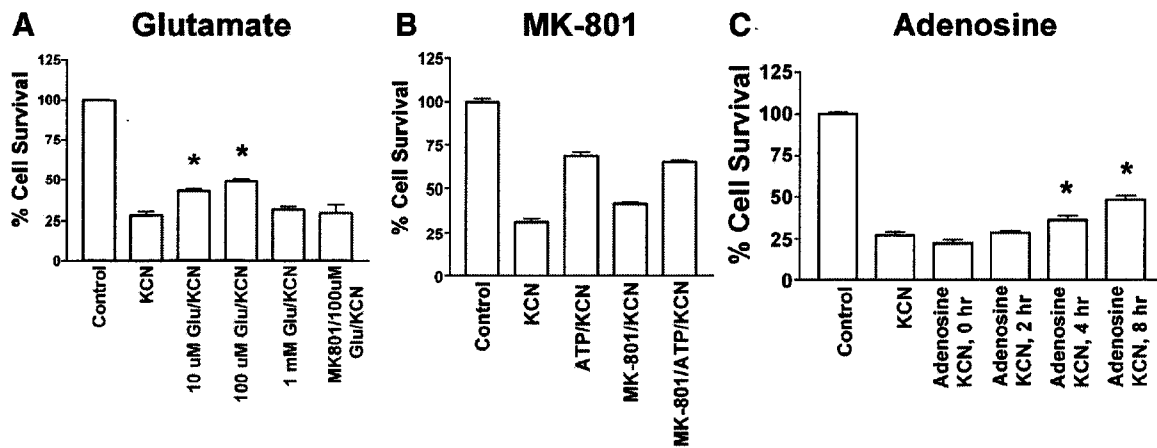 A Glutamate
% Cell Survival
125
100
75
50
25
0
*
*
Control
KCN
10 uM Glu/KCN
100 uM Glu/KCN
1 mM Glu/KCN
MK801/100uM
Glu/KCN
B MK-801
% Cell Survival
125
100
75
50
25
0
Control
KCN
ATP/KCN
MK-801/KCN
MK-801/ATP/KCN
C Adenosine
% Cell Survival
125
100
75
50
25
0
*
*
Control
KCN
Adenosine
KCN, 0 hr
Adenosine
KCN, 2 hr
Adenosine
KCN, 4 hr
Adenosine
KCN, 8 hr